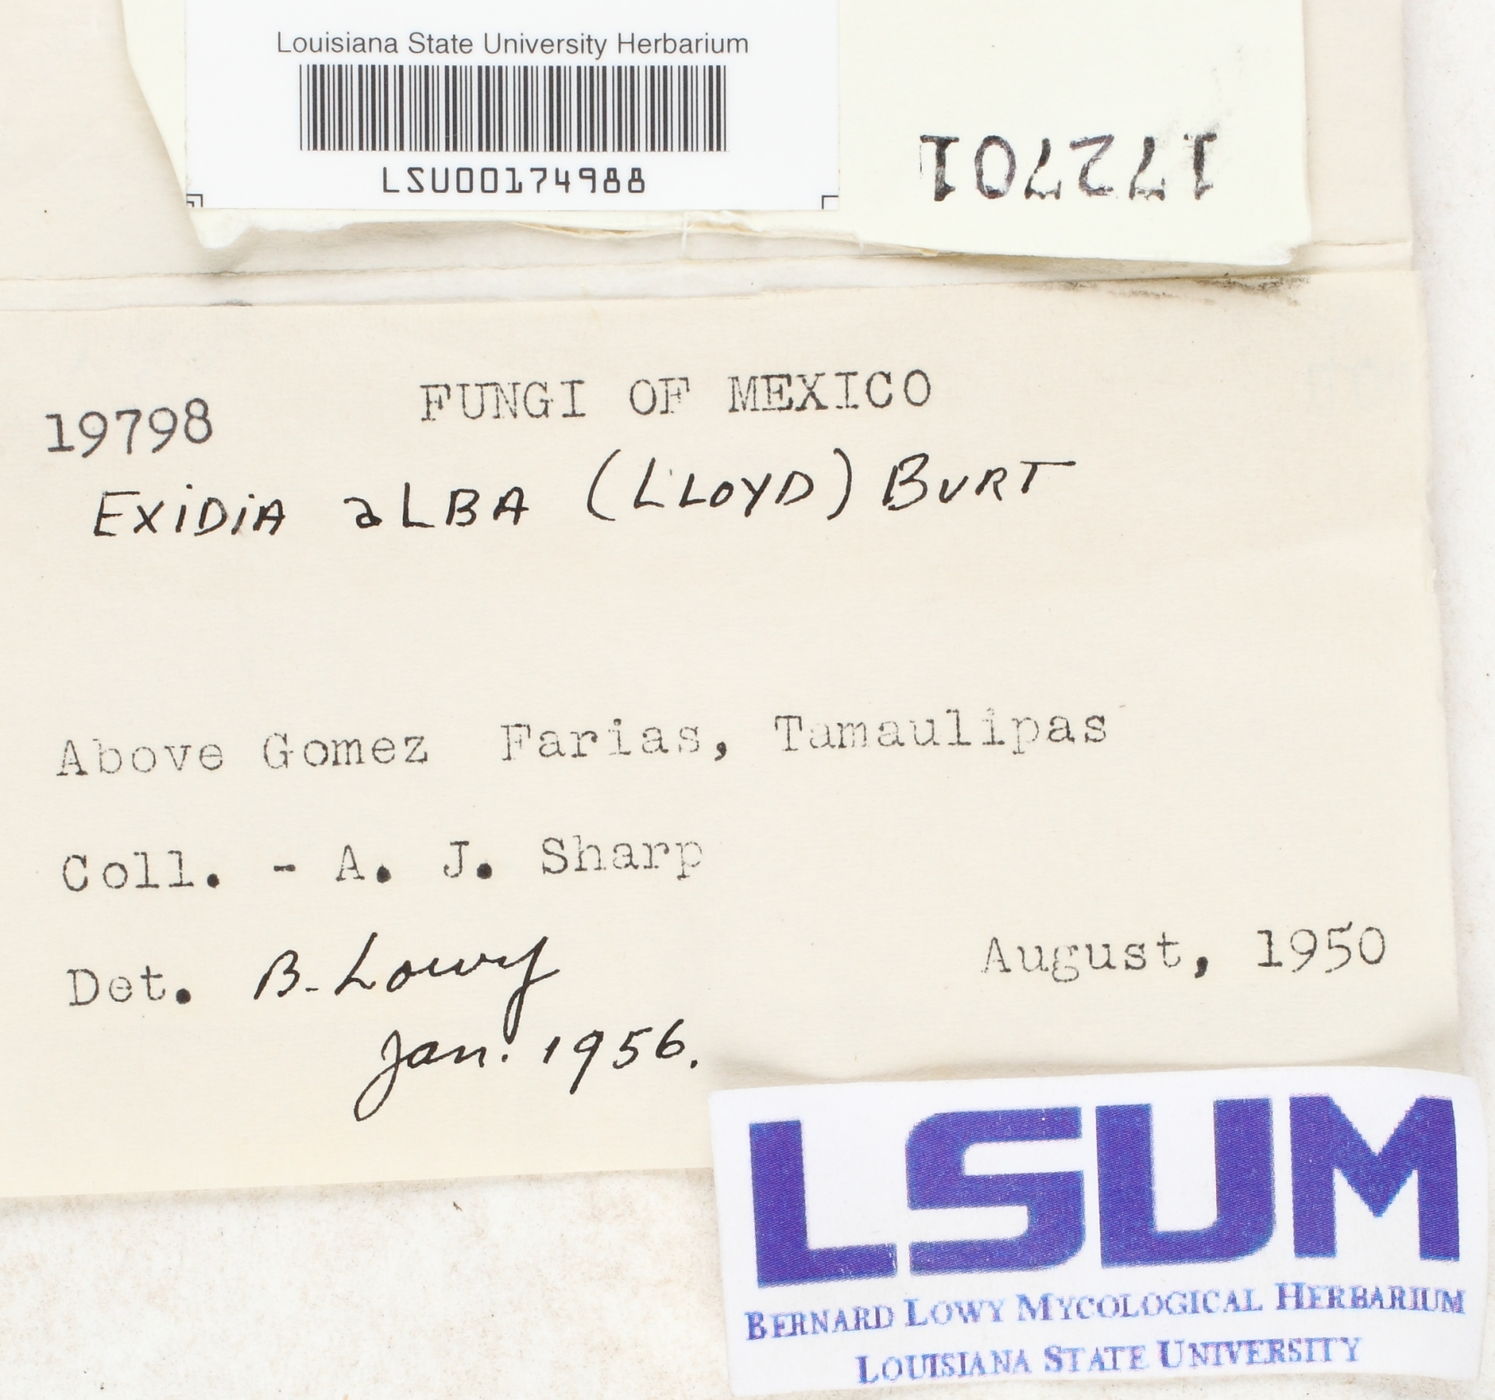 Louisiana State University Herbarium
LSU00174988
172701
FUNGI OF MEXICO
19798
EXIDIA ALBA (LLOYD) BURT
Above Gomez Farias, Tamaulipas
Coll. - A. J. Sharp
Det. B. Lowy
August, 1950
Jan. 1956.
LSUM
BERNARD LOWY MYCOLOGICAL HERBARIUM
LOUISIANA STATE UNIVERSITY